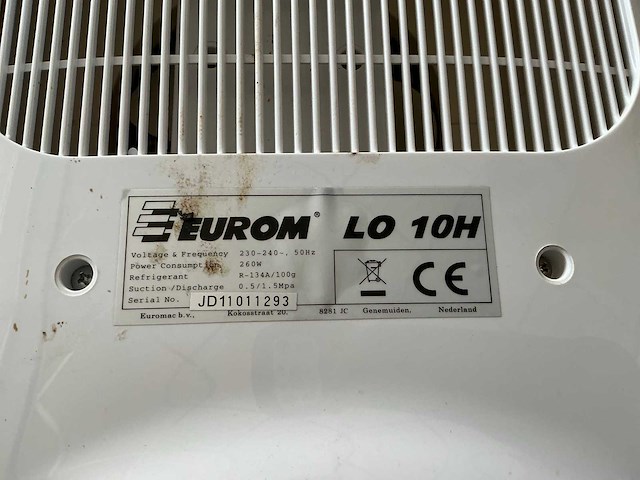 EUROM® LO 10H
Voltage & Frequency 230-240~, 50Hz
Power Consumption 260W
Refrigerant R-134A/100g
Suction/Discharge 0.5/1.5Mpa
Serial No. JD11011293
CE
Euromac b.v., Kokosstraat 20. 8281 JC Genemuiden. Nederland